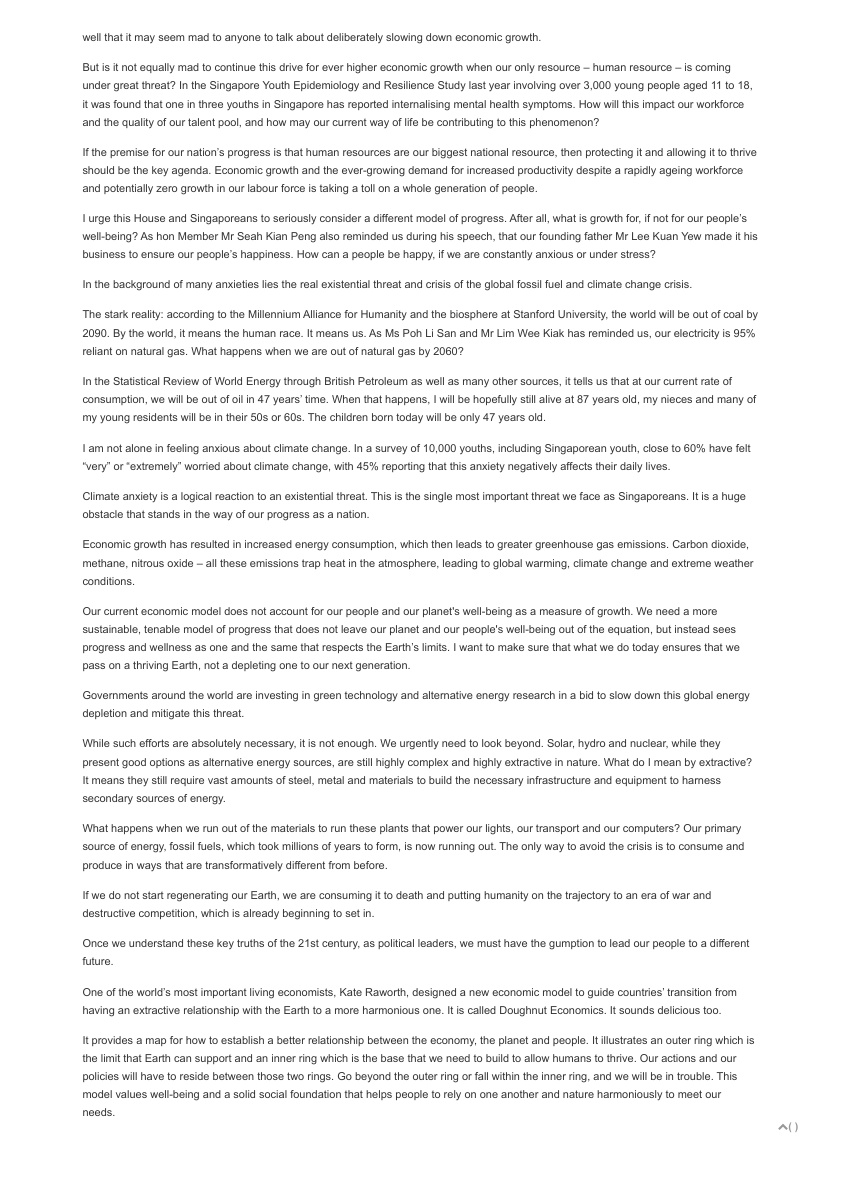 well that it may seem mad to anyone to talk about deliberately slowing down economic growth.
But is it not equally mad to continue this drive for ever higher economic growth when our only resource – human resource – is coming
under great threat? In the Singapore Youth Epidemiology and Resilience Study last year involving over 3,000 young people aged 11 to 18,
it was found that one in three youths in Singapore has reported internalising mental health symptoms. How will this impact our workforce
and the quality of our talent pool, and how may our current way of life be contributing to this phenomenon?
If the premise for our nation’s progress is that human resources are our biggest national resource, then protecting it and allowing it to thrive
should be the key agenda. Economic growth and the ever-growing demand for increased productivity despite a rapidly ageing workforce
and potentially zero growth in our labour force is taking a toll on a whole generation of people.
I urge this House and Singaporeans to seriously consider a different model of progress. After all, what is growth for, if not for our people’s
well-being? As hon Member Mr Seah Kian Peng also reminded us during his speech, that our founding father Mr Lee Kuan Yew made it his
business to ensure our people’s happiness. How can a people be happy, if we are constantly anxious or under stress?
In the background of many anxieties lies the real existential threat and crisis of the global fossil fuel and climate change crisis.
The stark reality: according to the Millennium Alliance for Humanity and the biosphere at Stanford University, the world will be out of coal by
2090. By the world, it means the human race. It means us. As Ms Poh Li San and Mr Lim Wee Kiak has reminded us, our electricity is 95%
reliant on natural gas. What happens when we are out of natural gas by 2060?
In the Statistical Review of World Energy through British Petroleum as well as many other sources, it tells us that at our current rate of
consumption, we will be out of oil in 47 years’ time. When that happens, I will be hopefully still alive at 87 years old, my nieces and many of
my young residents will be in their 50s or 60s. The children born today will be only 47 years old.
I am not alone in feeling anxious about climate change. In a survey of 10,000 youths, including Singaporean youth, close to 60% have felt
“very” or “extremely” worried about climate change, with 45% reporting that this anxiety negatively affects their daily lives.
Climate anxiety is a logical reaction to an existential threat. This is the single most important threat we face as Singaporeans. It is a huge
obstacle that stands in the way of our progress as a nation.
Economic growth has resulted in increased energy consumption, which then leads to greater greenhouse gas emissions. Carbon dioxide,
methane, nitrous oxide – all these emissions trap heat in the atmosphere, leading to global warming, climate change and extreme weather
conditions.
Our current economic model does not account for our people and our planet's well-being as a measure of growth. We need a more
sustainable, tenable model of progress that does not leave our planet and our people's well-being out of the equation, but instead sees
progress and wellness as one and the same that respects the Earth’s limits. I want to make sure that what we do today ensures that we
pass on a thriving Earth, not a depleting one to our next generation.
Governments around the world are investing in green technology and alternative energy research in a bid to slow down this global energy
depletion and mitigate this threat.
While such efforts are absolutely necessary, it is not enough. We urgently need to look beyond. Solar, hydro and nuclear, while they
present good options as alternative energy sources, are still highly complex and highly extractive in nature. What do I mean by extractive?
It means they still require vast amounts of steel, metal and materials to build the necessary infrastructure and equipment to harness
secondary sources of energy.
What happens when we run out of the materials to run these plants that power our lights, our transport and our computers? Our primary
source of energy, fossil fuels, which took millions of years to form, is now running out. The only way to avoid the crisis is to consume and
produce in ways that are transformatively different from before.
If we do not start regenerating our Earth, we are consuming it to death and putting humanity on the trajectory to an era of war and
destructive competition, which is already beginning to set in.
Once we understand these key truths of the 21st century, as political leaders, we must have the gumption to lead our people to a different
future.
One of the world’s most important living economists, Kate Raworth, designed a new economic model to guide countries’ transition from
having an extractive relationship with the Earth to a more harmonious one. It is called Doughnut Economics. It sounds delicious too.
It provides a map for how to establish a better relationship between the economy, the planet and people. It illustrates an outer ring which is
the limit that Earth can support and an inner ring which is the base that we need to build to allow humans to thrive. Our actions and our
policies will have to reside between those two rings. Go beyond the outer ring or fall within the inner ring, and we will be in trouble. This
model values well-being and a solid social foundation that helps people to rely on one another and nature harmoniously to meet our
needs.
( )